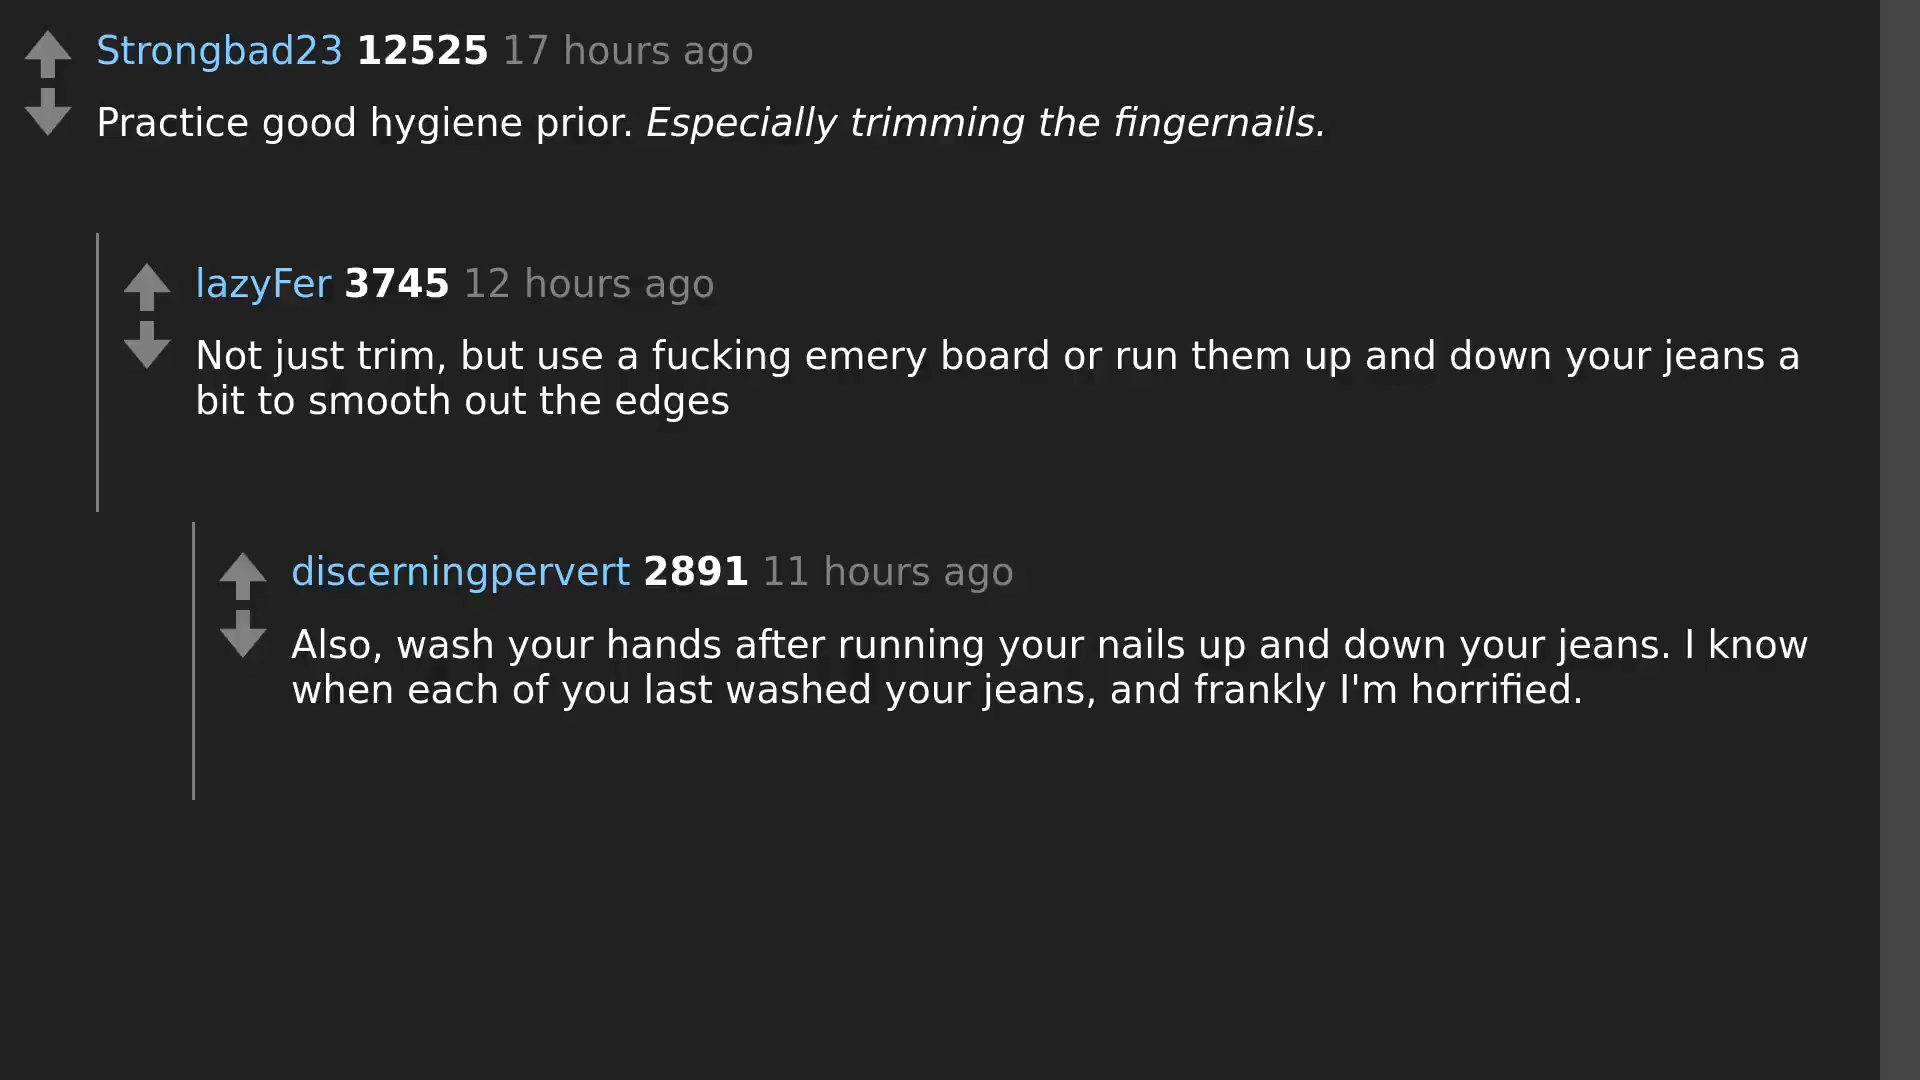 Strongbad23 12525 17 hours ago
Practice good hygiene prior. Especially trimming the fingernails.
lazyFer 3745 12 hours ago
Not just trim, but use a fucking emery board or run them up and down your jeans a
bit to smooth out the edges
discerningpervert 2891 11 hours ago
Also, wash your hands after running your nails up and down your jeans. I know
when each of you last washed your jeans, and frankly I'm horrified.